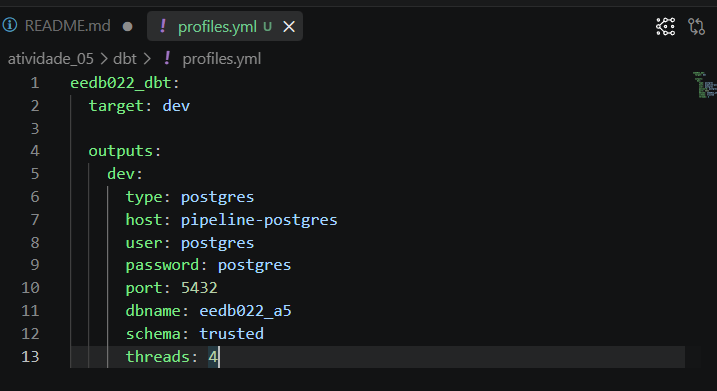 README.md
! profiles.yml U
atividade_05 > dbt > ! profiles.yml
1 eedb022_dbt:
2 target: dev
3
4 outputs:
5 dev:
6 type: postgres
7 host: pipeline-postgres
8 user: postgres
9 password: postgres
10 port: 5432
11 dbname: eedb022_a5
12 schema: trusted
13 threads: 4